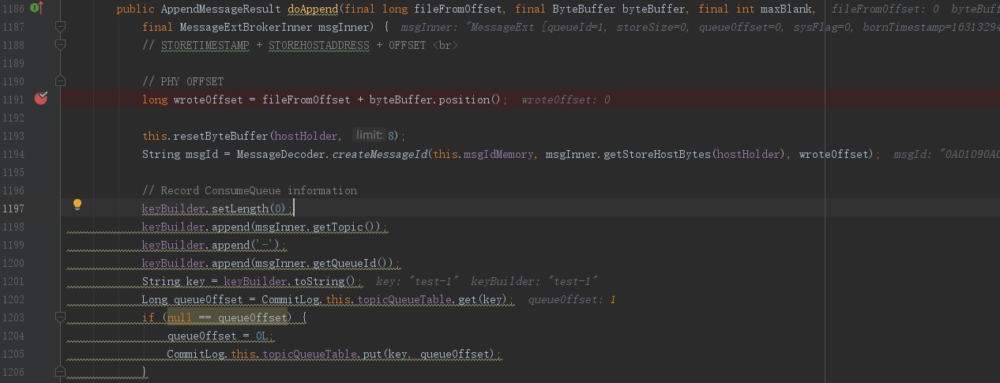 1186 public AppendMessageResult doAppend(final long fileFromOffset, final ByteBuffer byteBuffer, final int maxBlank, fileFromOffset: 0 byteBuff
1187 final MessageExtBrokerInner msgInner) { msgInner: "MessageExt [queueId=1, storeSize=0, queueOffset=0, sysFlag=0, bornTimestamp=16313294
1188 // STORETIMESTAMP + STOREHOSTADDRESS + OFFSET <br>
1189
1190 // PHY OFFSET
1191 long wroteOffset = fileFromOffset + byteBuffer.position(); wroteOffset: 0
1192
1193 this.resetByteBuffer(hostHolder, limit: 8);
1194 String msgId = MessageDecoder.createMessageId(this.msgIdMemory, msgInner.getStoreHostBytes(hostHolder), wroteOffset); msgId: "0A01090A0
1195
1196 // Record ConsumeQueue information
1197 keyBuilder.setLength(0);
1198 keyBuilder.append(msgInner.getTopic());
1199 keyBuilder.append('-');
1200 keyBuilder.append(msgInner.getQueueId());
1201 String key = keyBuilder.toString(); key: "test-1" keyBuilder: "test-1"
1202 Long queueOffset = CommitLog.this.topicQueueTable.get(key); queueOffset: 1
1203 if (null == queueOffset) {
1204 queueOffset = 0L;
1205 CommitLog.this.topicQueueTable.put(key, queueOffset);
1206 }